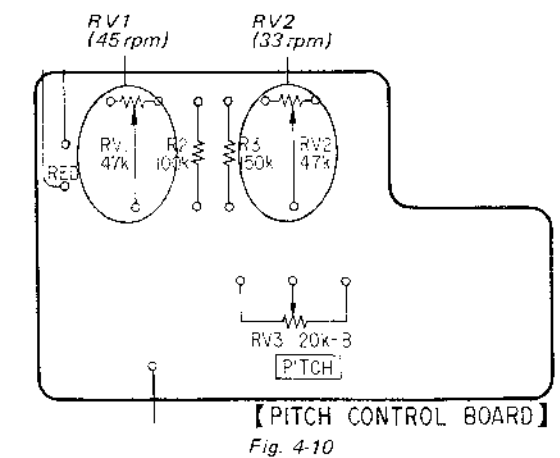 RV1
(45 rpm)
RV2
(33 rpm)
RV
47k
R2
100k
R3
150k
RV2
47k
RED
RV3 20k-B
PITCH
【PITCH CONTROL BOARD】
Fig. 4-10